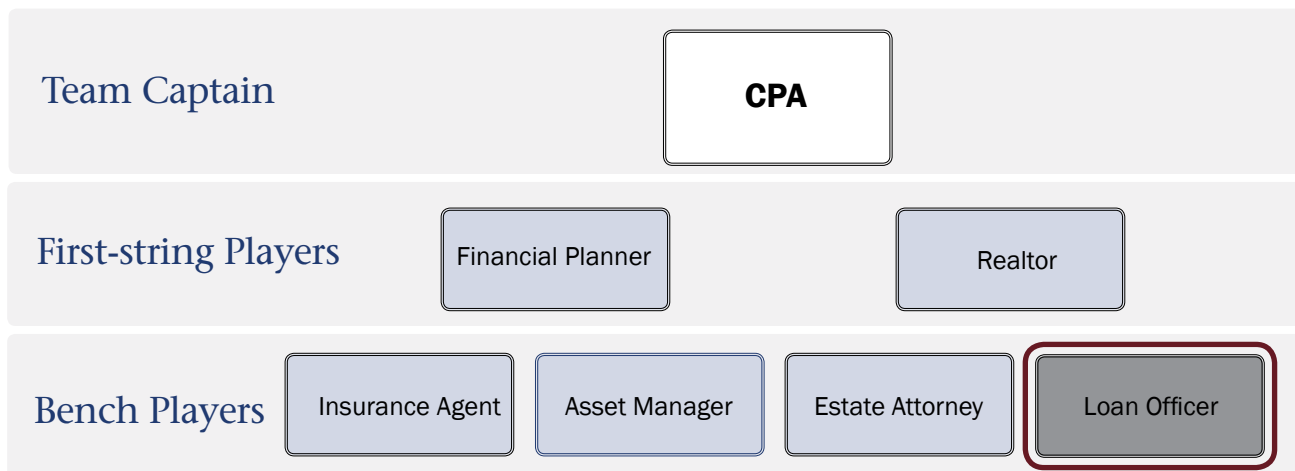 Team Captain
CPA
First-string Players
Financial Planner
Realtor
Bench Players
Insurance Agent
Asset Manager
Estate Attorney
Loan Officer